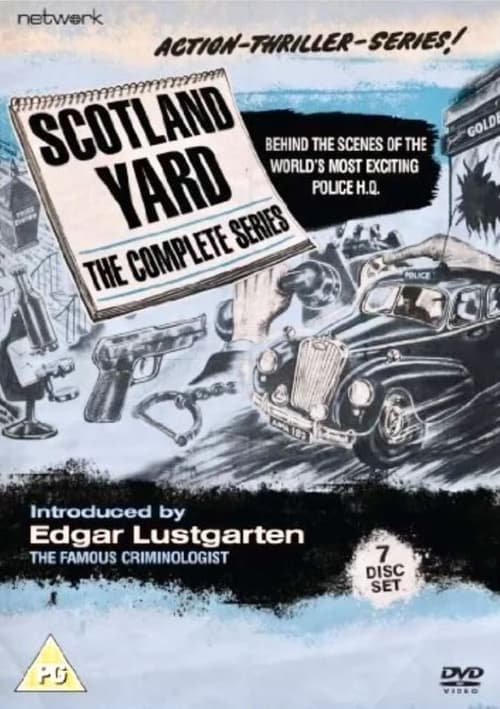 network
ACTION-THRILLER-SERIES!
SCOTLAND
YARD
THE COMPLETE SERIES
BEHIND THE SCENES OF THE
WORLD'S MOST EXCITING
POLICE H.Q.
POLICE
Introduced by
Edgar Lustgarten
THE FAMOUS CRIMINOLOGIST
7
DISC
SET
PG
DVD
VIDEO